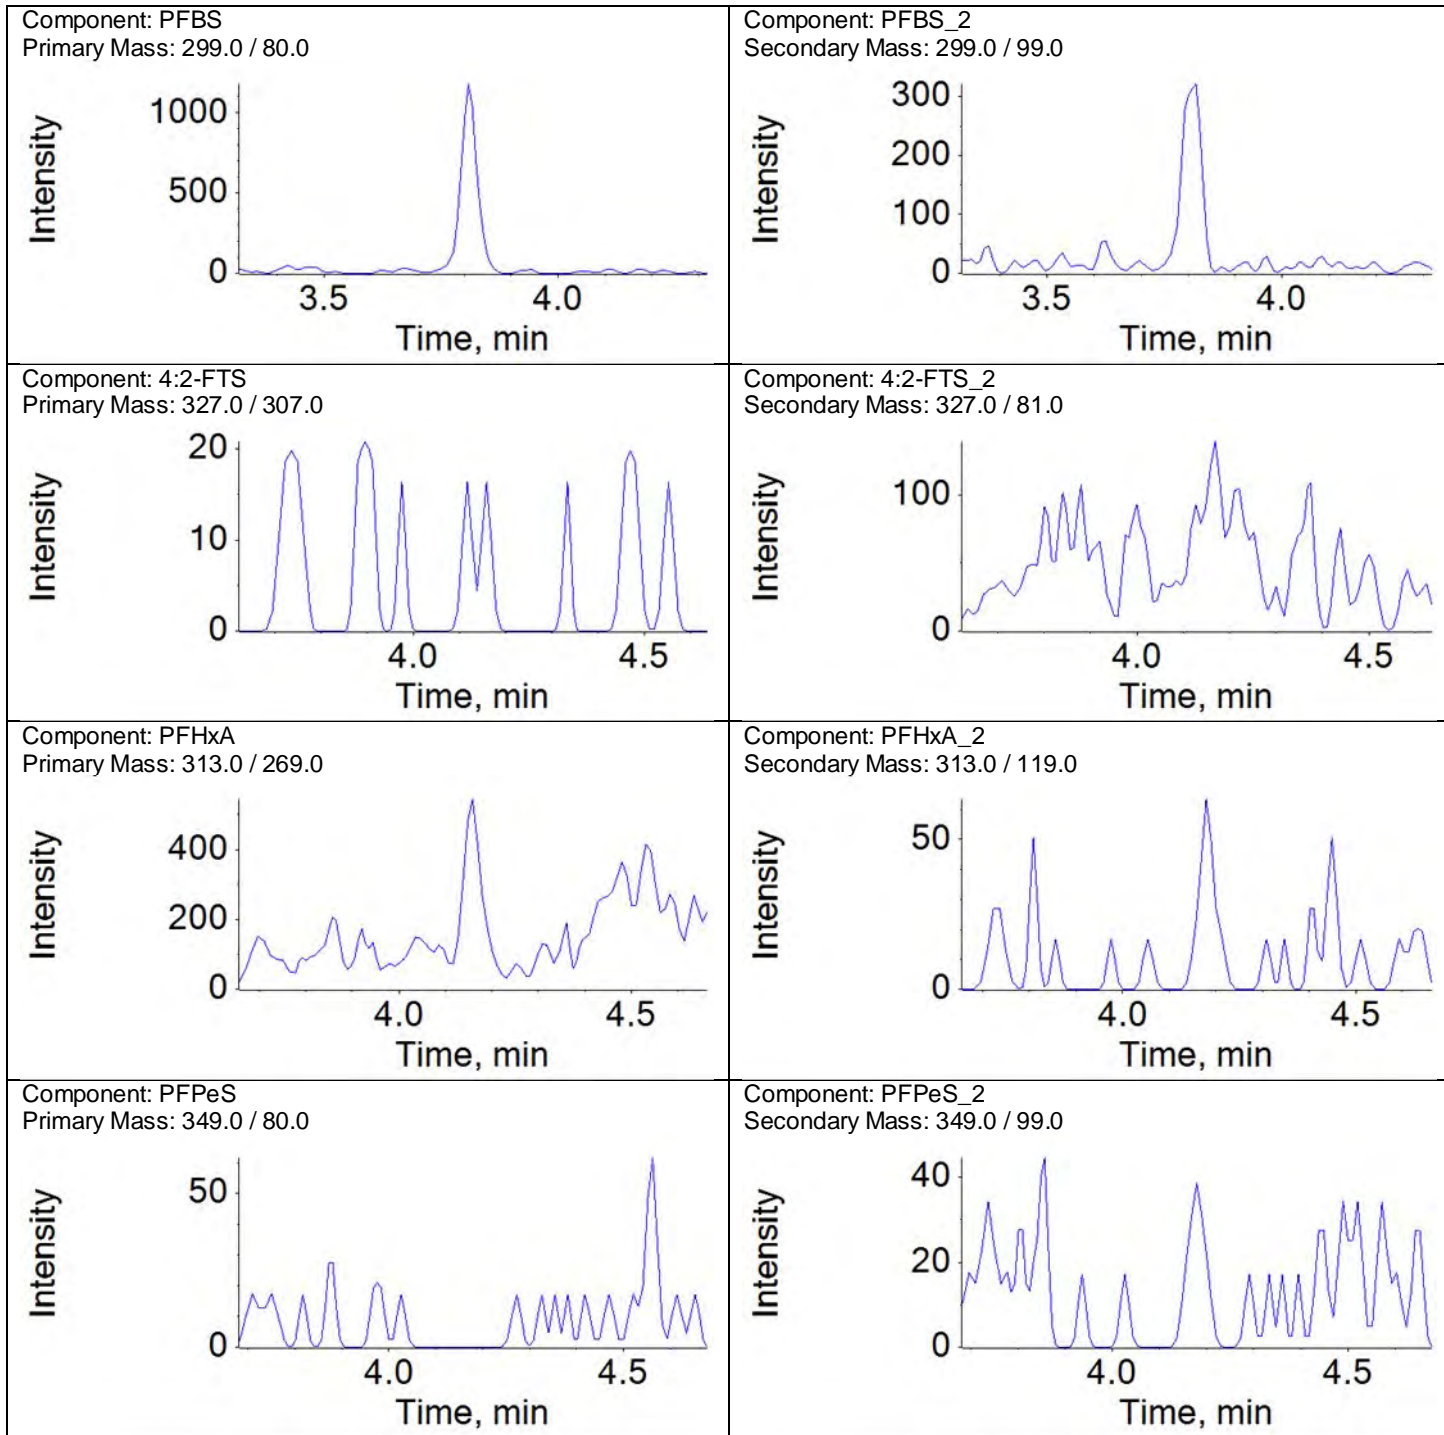 Component: PFBS
Primary Mass: 299.0 / 80.0
Intensity
1000
500
0
3.5
4.0
Time, min
Component: PFBS_2
Secondary Mass: 299.0 / 99.0
Intensity
300
200
100
0
3.5
4.0
Time, min
Component: 4:2-FTS
Primary Mass: 327.0 / 307.0
Intensity
20
10
0
4.0
4.5
Time, min
Component: 4:2-FTS_2
Secondary Mass: 327.0 / 81.0
Intensity
100
0
4.0
4.5
Time, min
Component: PFHxA
Primary Mass: 313.0 / 269.0
Intensity
400
200
0
4.0
4.5
Time, min
Component: PFHxA_2
Secondary Mass: 313.0 / 119.0
Intensity
50
0
4.0
4.5
Time, min
Component: PFPeS
Primary Mass: 349.0 / 80.0
Intensity
50
0
4.0
4.5
Time, min
Component: PFPeS_2
Secondary Mass: 349.0 / 99.0
Intensity
40
20
0
4.0
4.5
Time, min